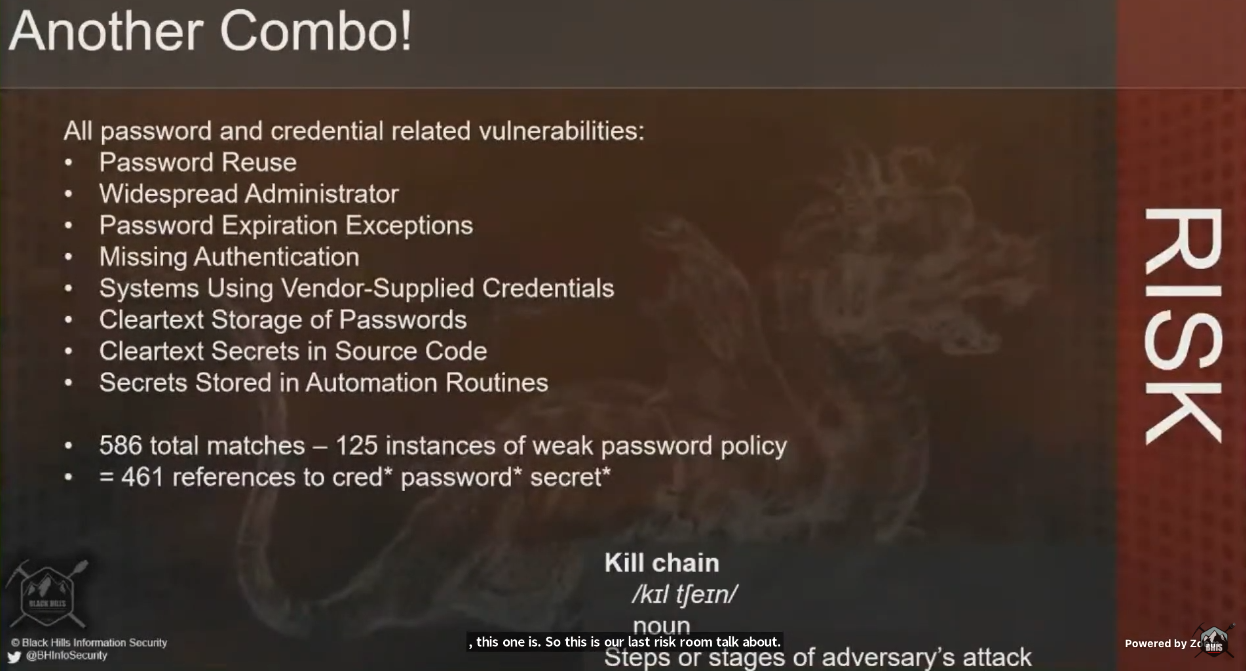 Another Combo!
All password and credential related vulnerabilities:
• Password Reuse
• Widespread Administrator
• Password Expiration Exceptions
• Missing Authentication
• Systems Using Vendor-Supplied Credentials
• Cleartext Storage of Passwords
• Cleartext Secrets in Source Code
• Secrets Stored in Automation Routines
• 586 total matches – 125 instances of weak password policy
• = 461 references to cred* password* secret*
RISK
Kill chain
/kɪl tʃeɪn/
noun
Steps or stages of adversary's attack
, this one is. So this is our last risk room talk about.
BLACK HILLS
© Black Hills Information Security
@BHInfoSecurity
Powered by
BHIS